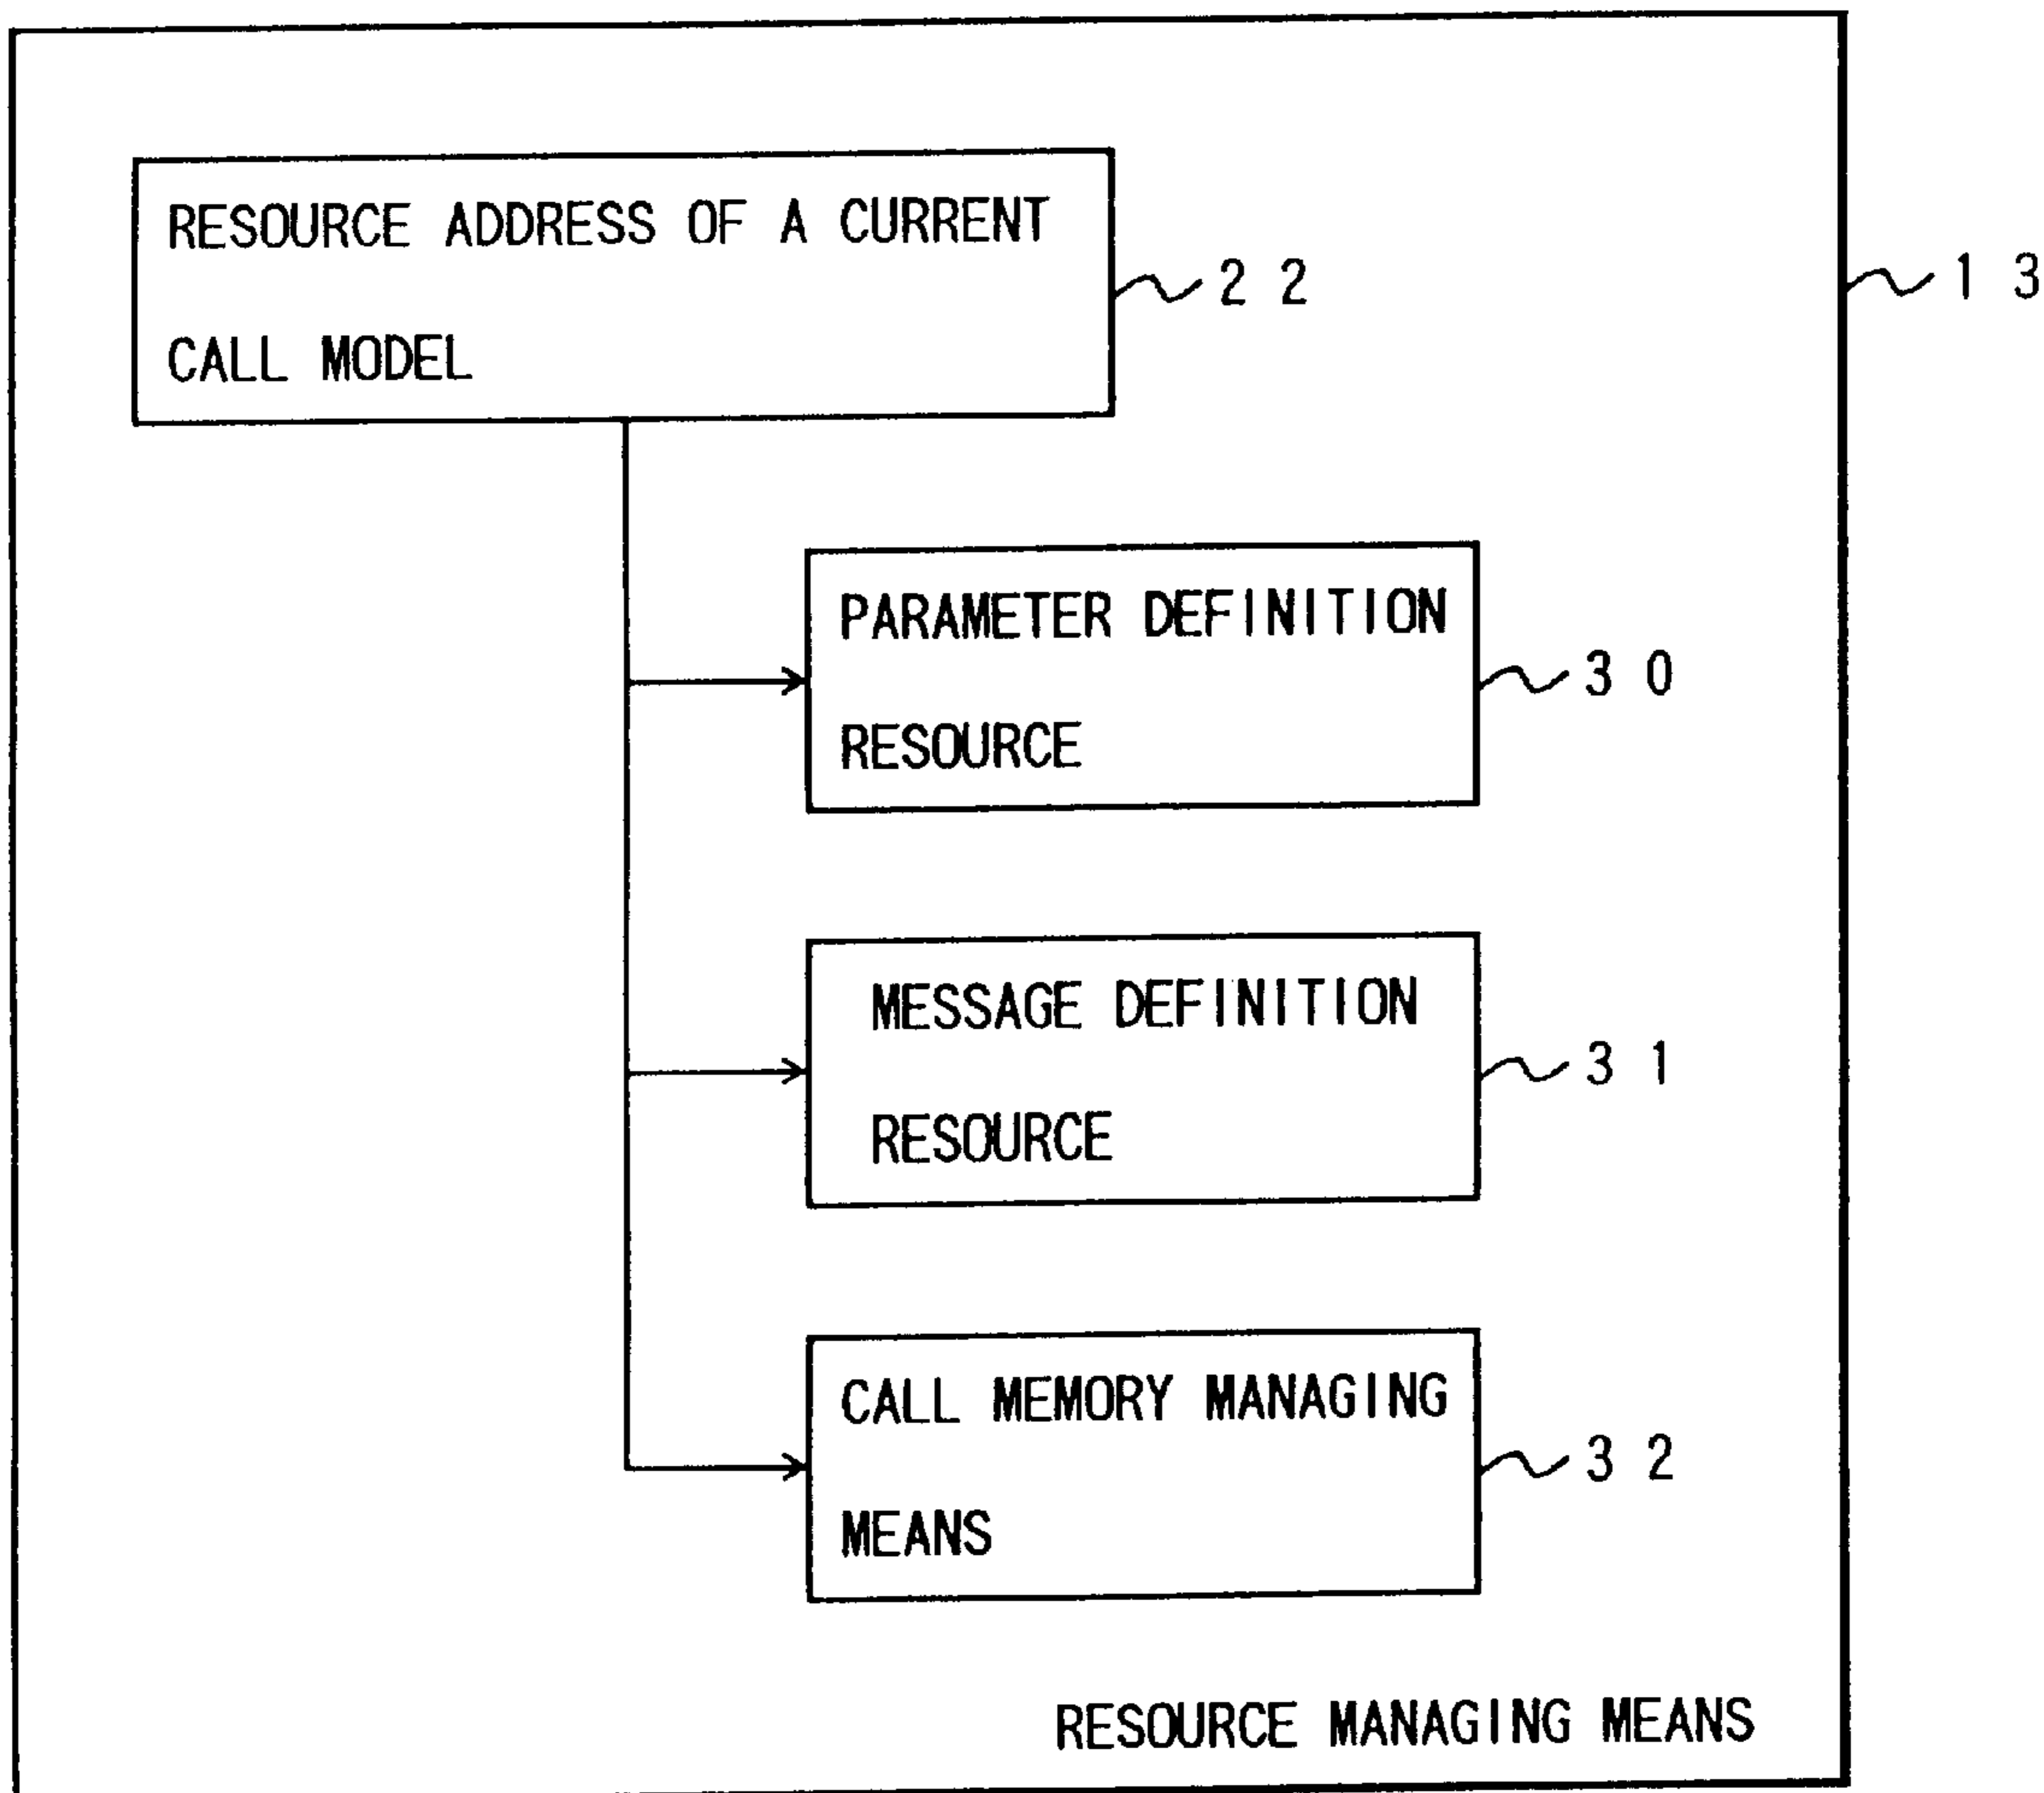 RESOURCE ADDRESS OF A CURRENT
CALL MODEL
22
13
PARAMETER DEFINITION
RESOURCE
30
MESSAGE DEFINITION
RESOURCE
31
CALL MEMORY MANAGING
MEANS
32
RESOURCE MANAGING MEANS